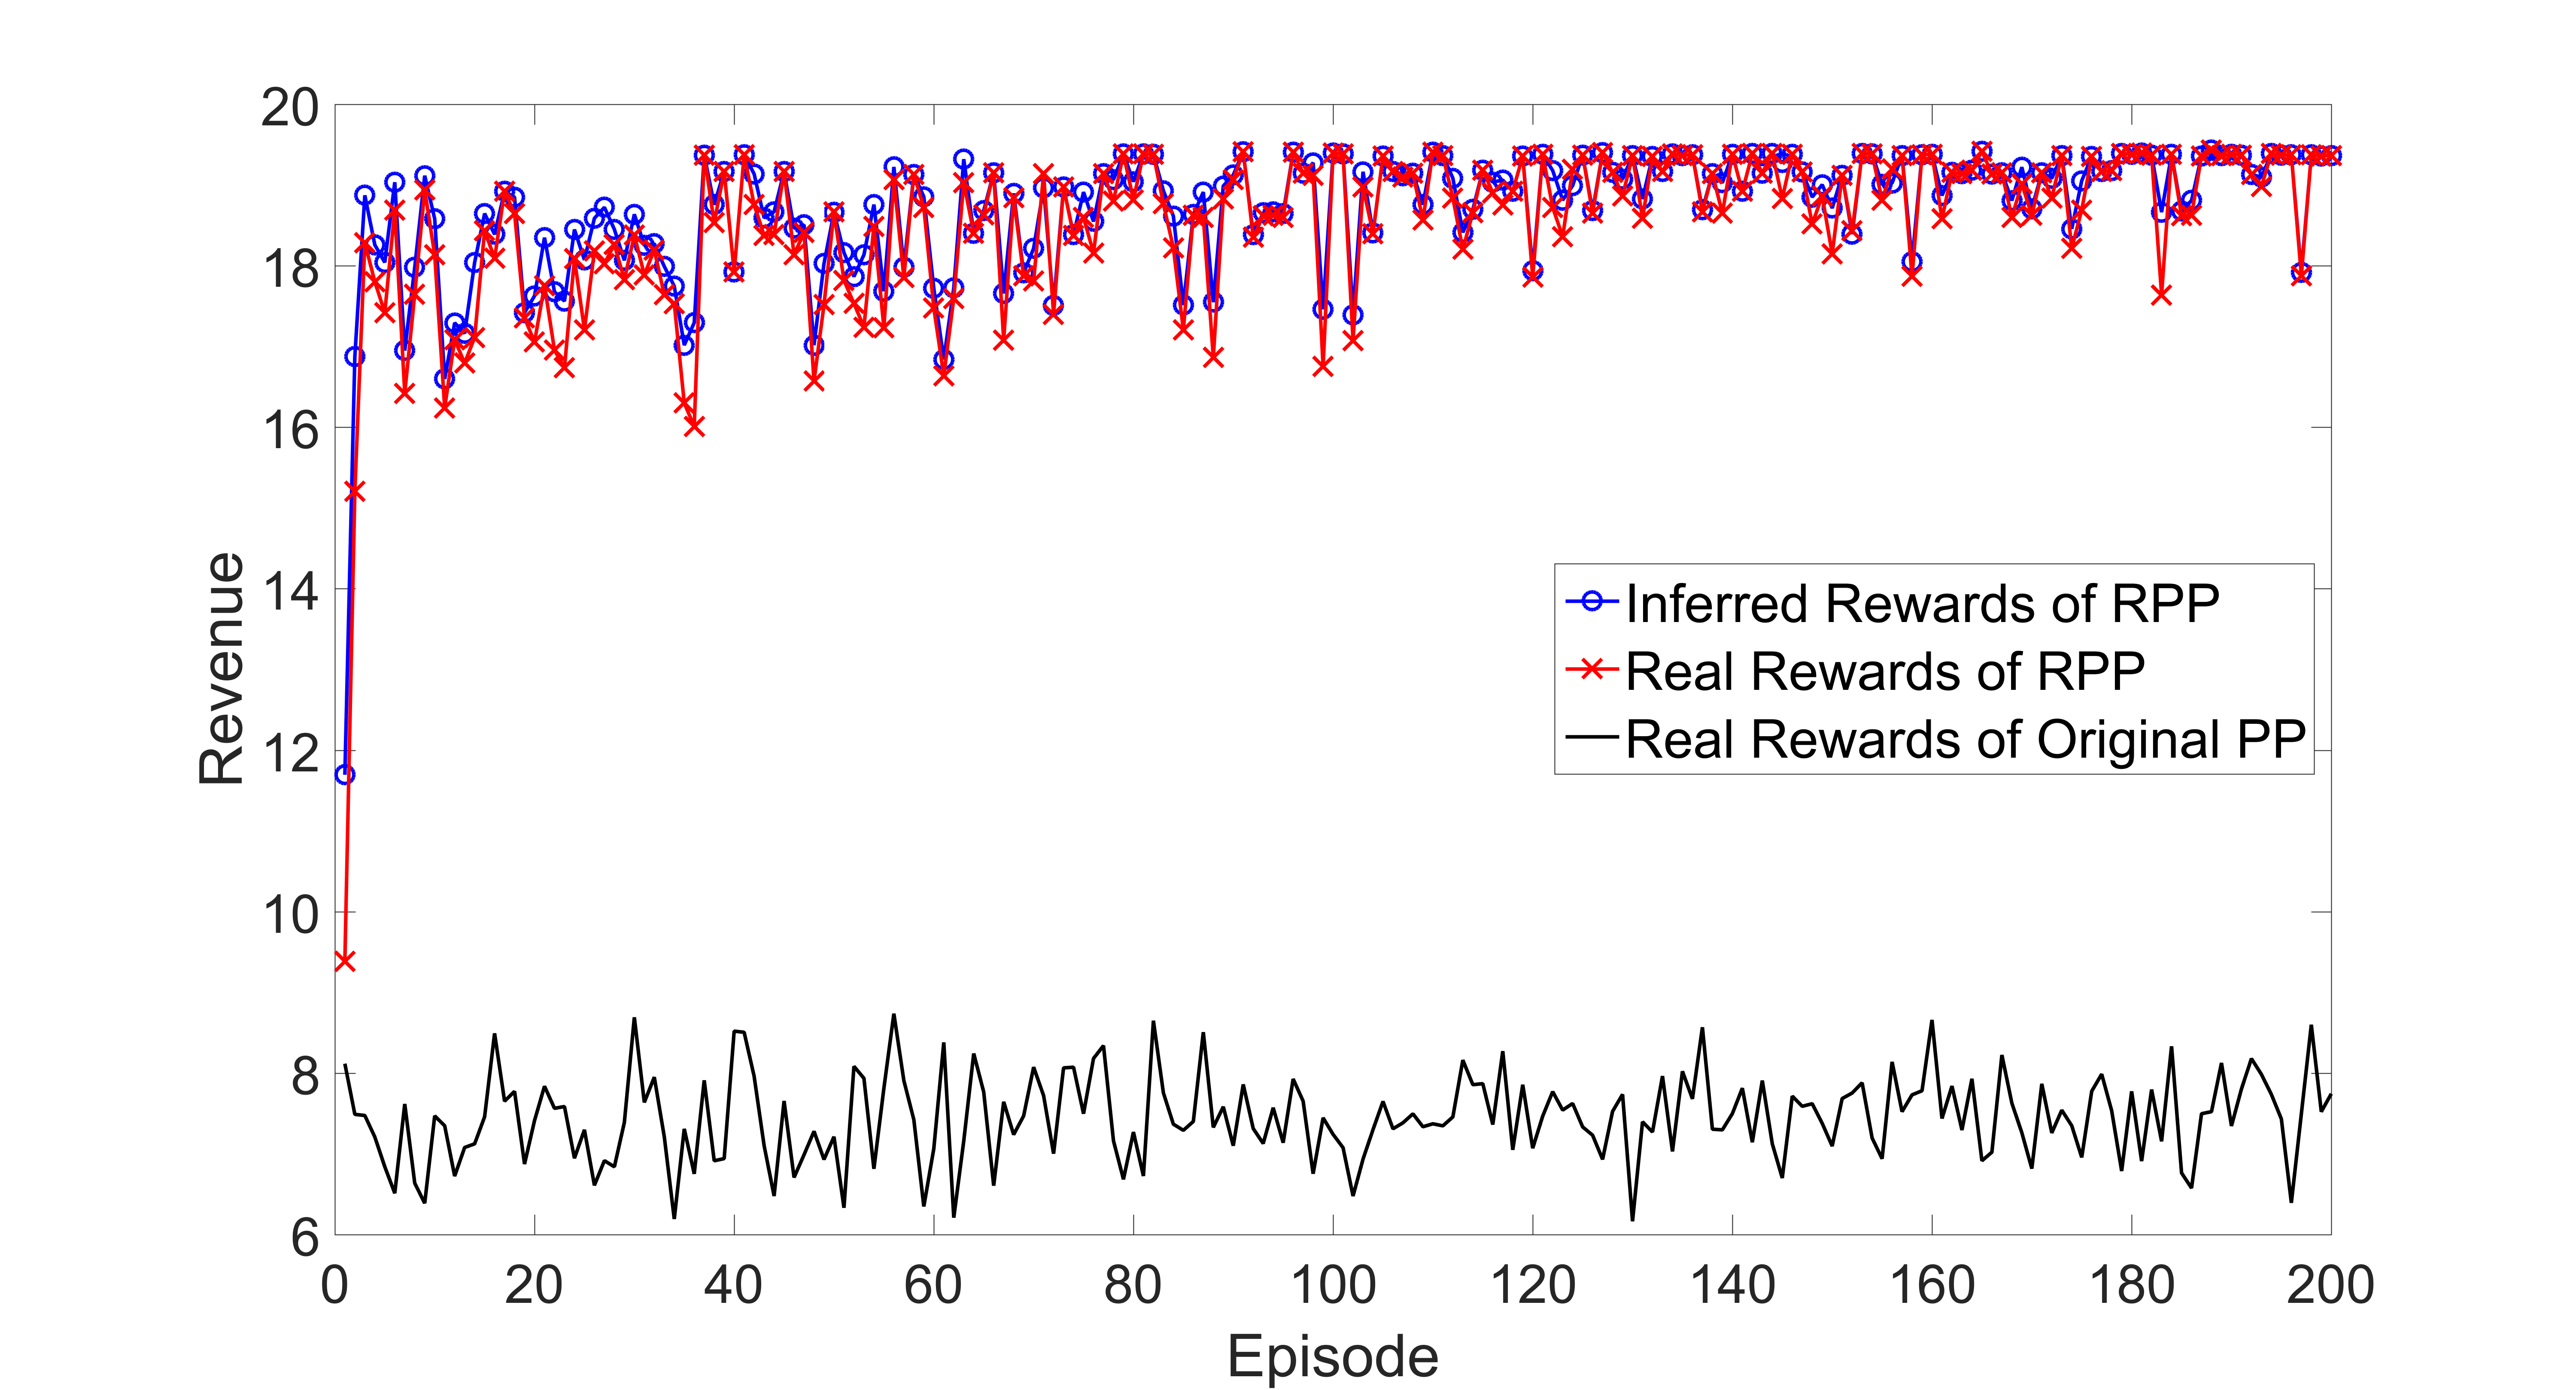 20
18
16
14
12
10
8
6
Revenue
Inferred Rewards of RPP
Real Rewards of RPP
Real Rewards of Original PP
0 20 40 60 80 100 120 140 160 180 200
Episode